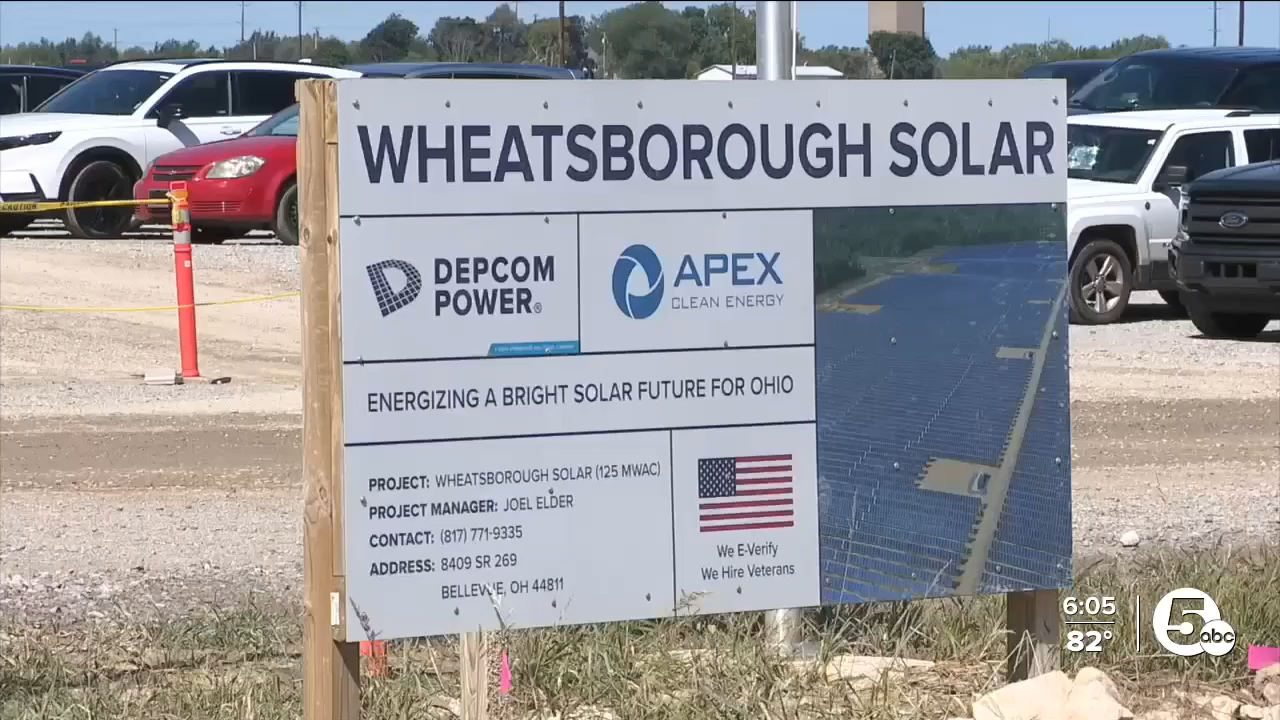 WHEATSBOROUGH SOLAR
DEPCOM
POWER®
APEX
CLEAN ENERGY
ENERGIZING A BRIGHT SOLAR FUTURE FOR OHIO
PROJECT: WHEATSBOROUGH SOLAR (125 MWAC)
PROJECT MANAGER: JOEL ELDER
CONTACT: (817) 771-9335
ADDRESS: 8409 SR 269
BELLEVUE, OH 44811
We E-Verify
We Hire Veterans
CAUTION
6:05
82°
5
abc